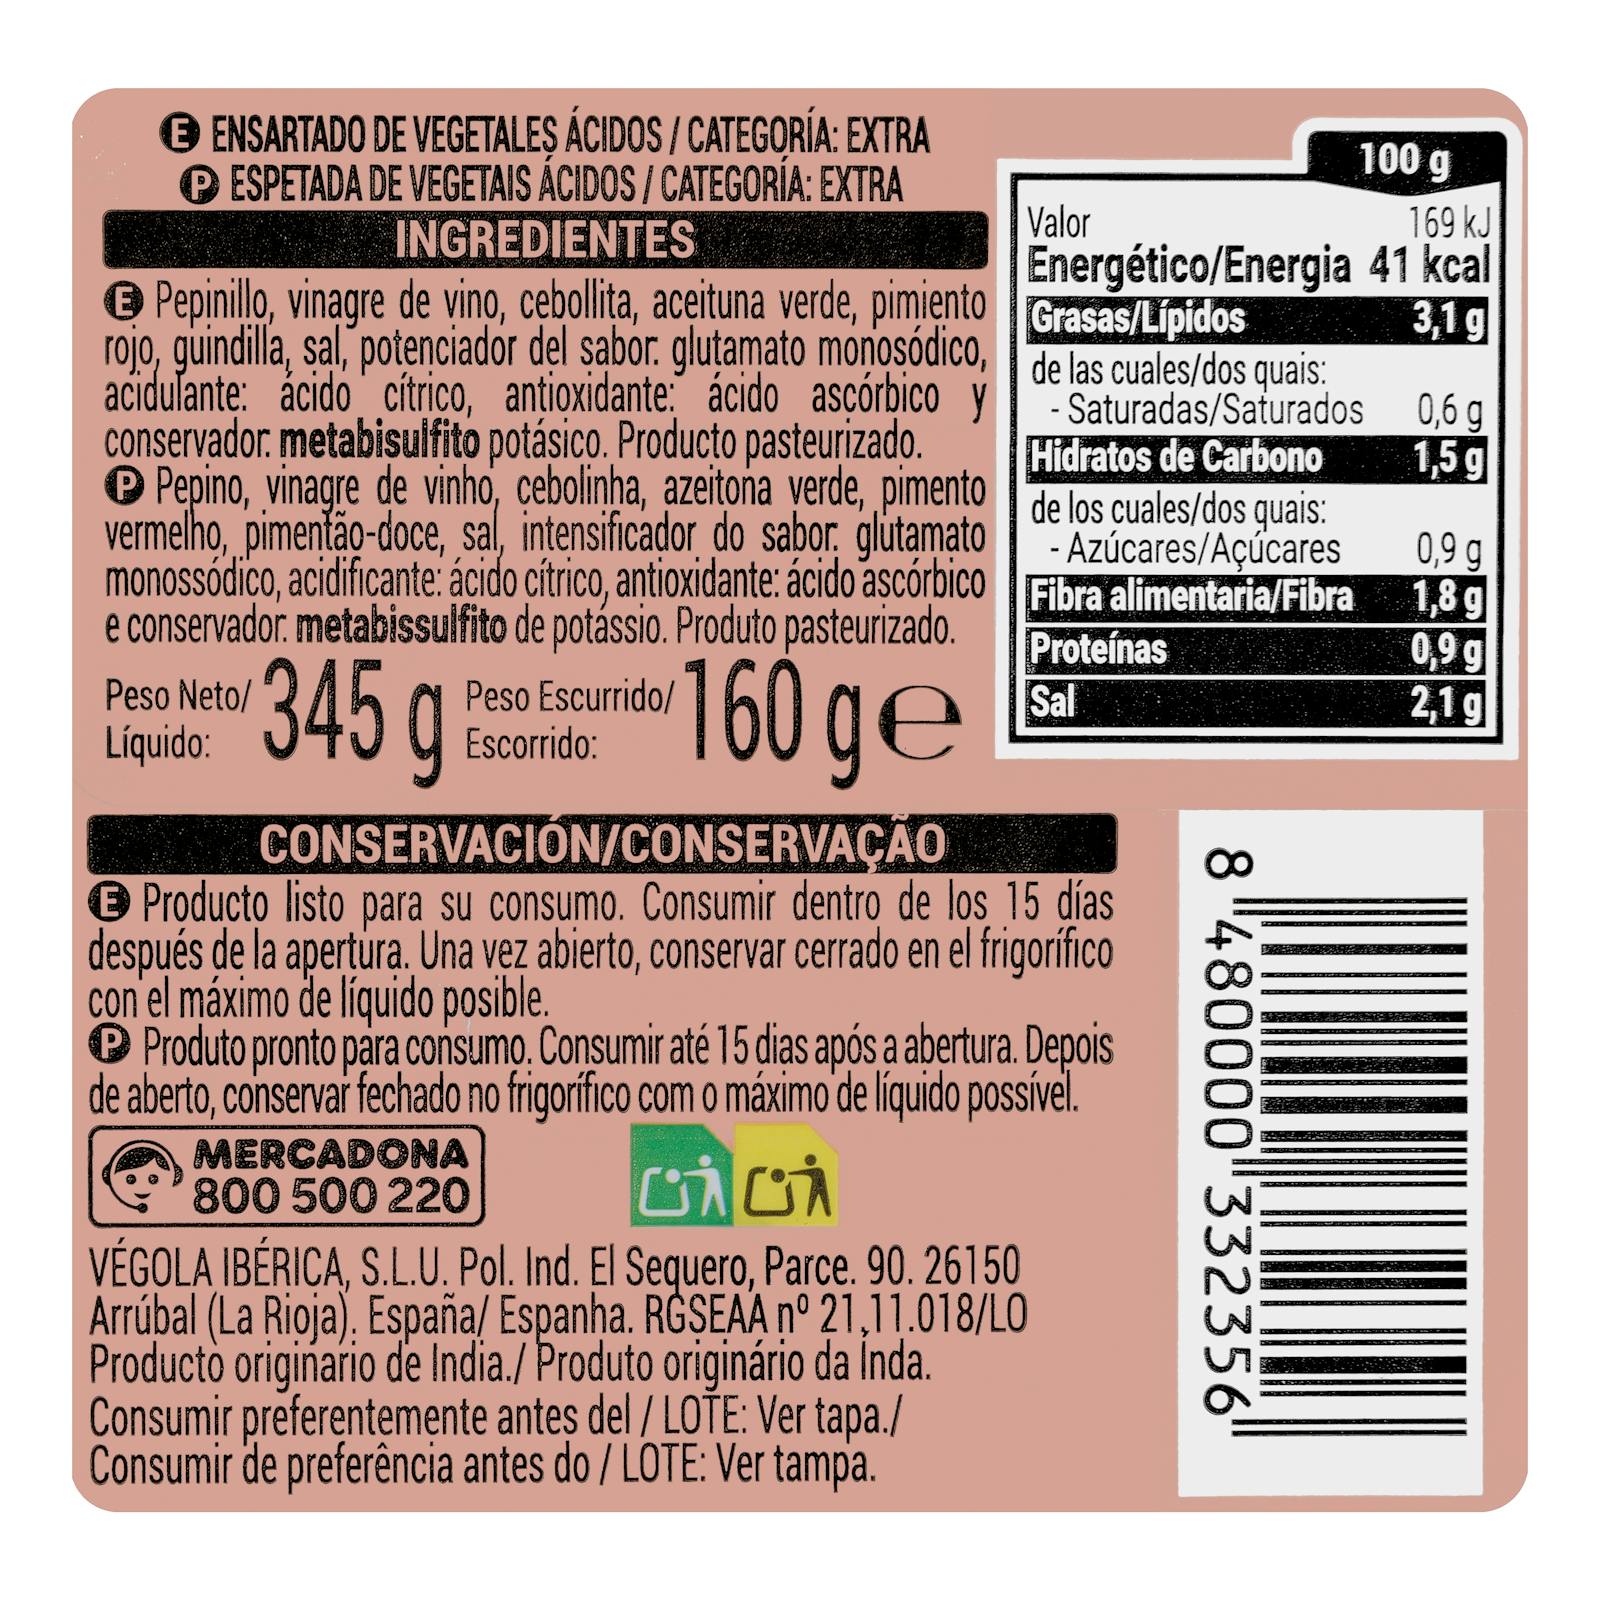 E ENSARTADO DE VEGETALES ÁCIDOS / CATEGORÍA: EXTRA
P ESPETADA DE VEGETAIS ÁCIDOS / CATEGORÍA: EXTRA
INGREDIENTES
E Pepinillo, vinagre de vino, cebollita, aceituna verde, pimiento
rojo, guindilla, sal, potenciador del sabor: glutamato monosódico,
acidulante: ácido cítrico, antioxidante: ácido ascórbico y
conservador: metabisulfito potásico. Producto pasteurizado.
P Pepino, vinagre de vinho, cebolinha, azeitona verde, pimento
vermelho, pimentão-doce, sal, intensificador do sabor: glutamato
monossódico, acidificante: ácido cítrico, antioxidante: ácido ascórbico
e conservador: metabissulfito de potássio. Produto pasteurizado.
Peso Neto/
Líquido: 345 g Peso Escurrido/
Escorrido: 160 g e
100 g
Valor 169 kJ
Energético/Energia 41 kcal
Grasas/Lípidos 3,1 g
de las cuales/dos quais:
- Saturadas/Saturados 0,6 g
Hidratos de Carbono 1,5 g
de los cuales/dos quais:
- Azúcares/Açúcares 0,9 g
Fibra alimentaria/Fibra 1,8 g
Proteínas 0,9 g
Sal 2,1 g
CONSERVACIÓN/CONSERVAÇÃO
E Producto listo para su consumo. Consumir dentro de los 15 días
después de la apertura. Una vez abierto, conservar cerrado en el frigorífico
con el máximo de líquido posible.
P Produto pronto para consumo. Consumir até 15 dias após a abertura. Depois
de aberto, conservar fechado no frigorífico com o máximo de líquido possível.
MERCADONA
800 500 220
VÉGOLA IBÉRICA, S.L.U. Pol. Ind. El Sequero, Parce. 90. 26150
Arrúbal (La Rioja). España/ Espanha. RGSEAA nº 21.11.018/LO
Producto originario de India./ Produto originário da Índa.
Consumir preferentemente antes del / LOTE: Ver tapa./
Consumir de preferência antes do / LOTE: Ver tampa.
8 480000 332356